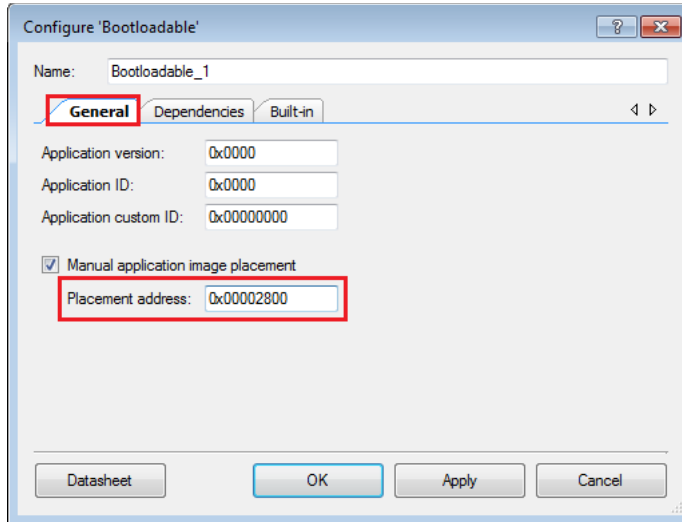 Configure 'Bootloadable'
Name: Bootloadable_1
General Dependencies Built-in
Application version: 0x0000
Application ID: 0x0000
Application custom ID: 0x00000000
Manual application image placement
Placement address: 0x00002800
Datasheet OK Apply Cancel